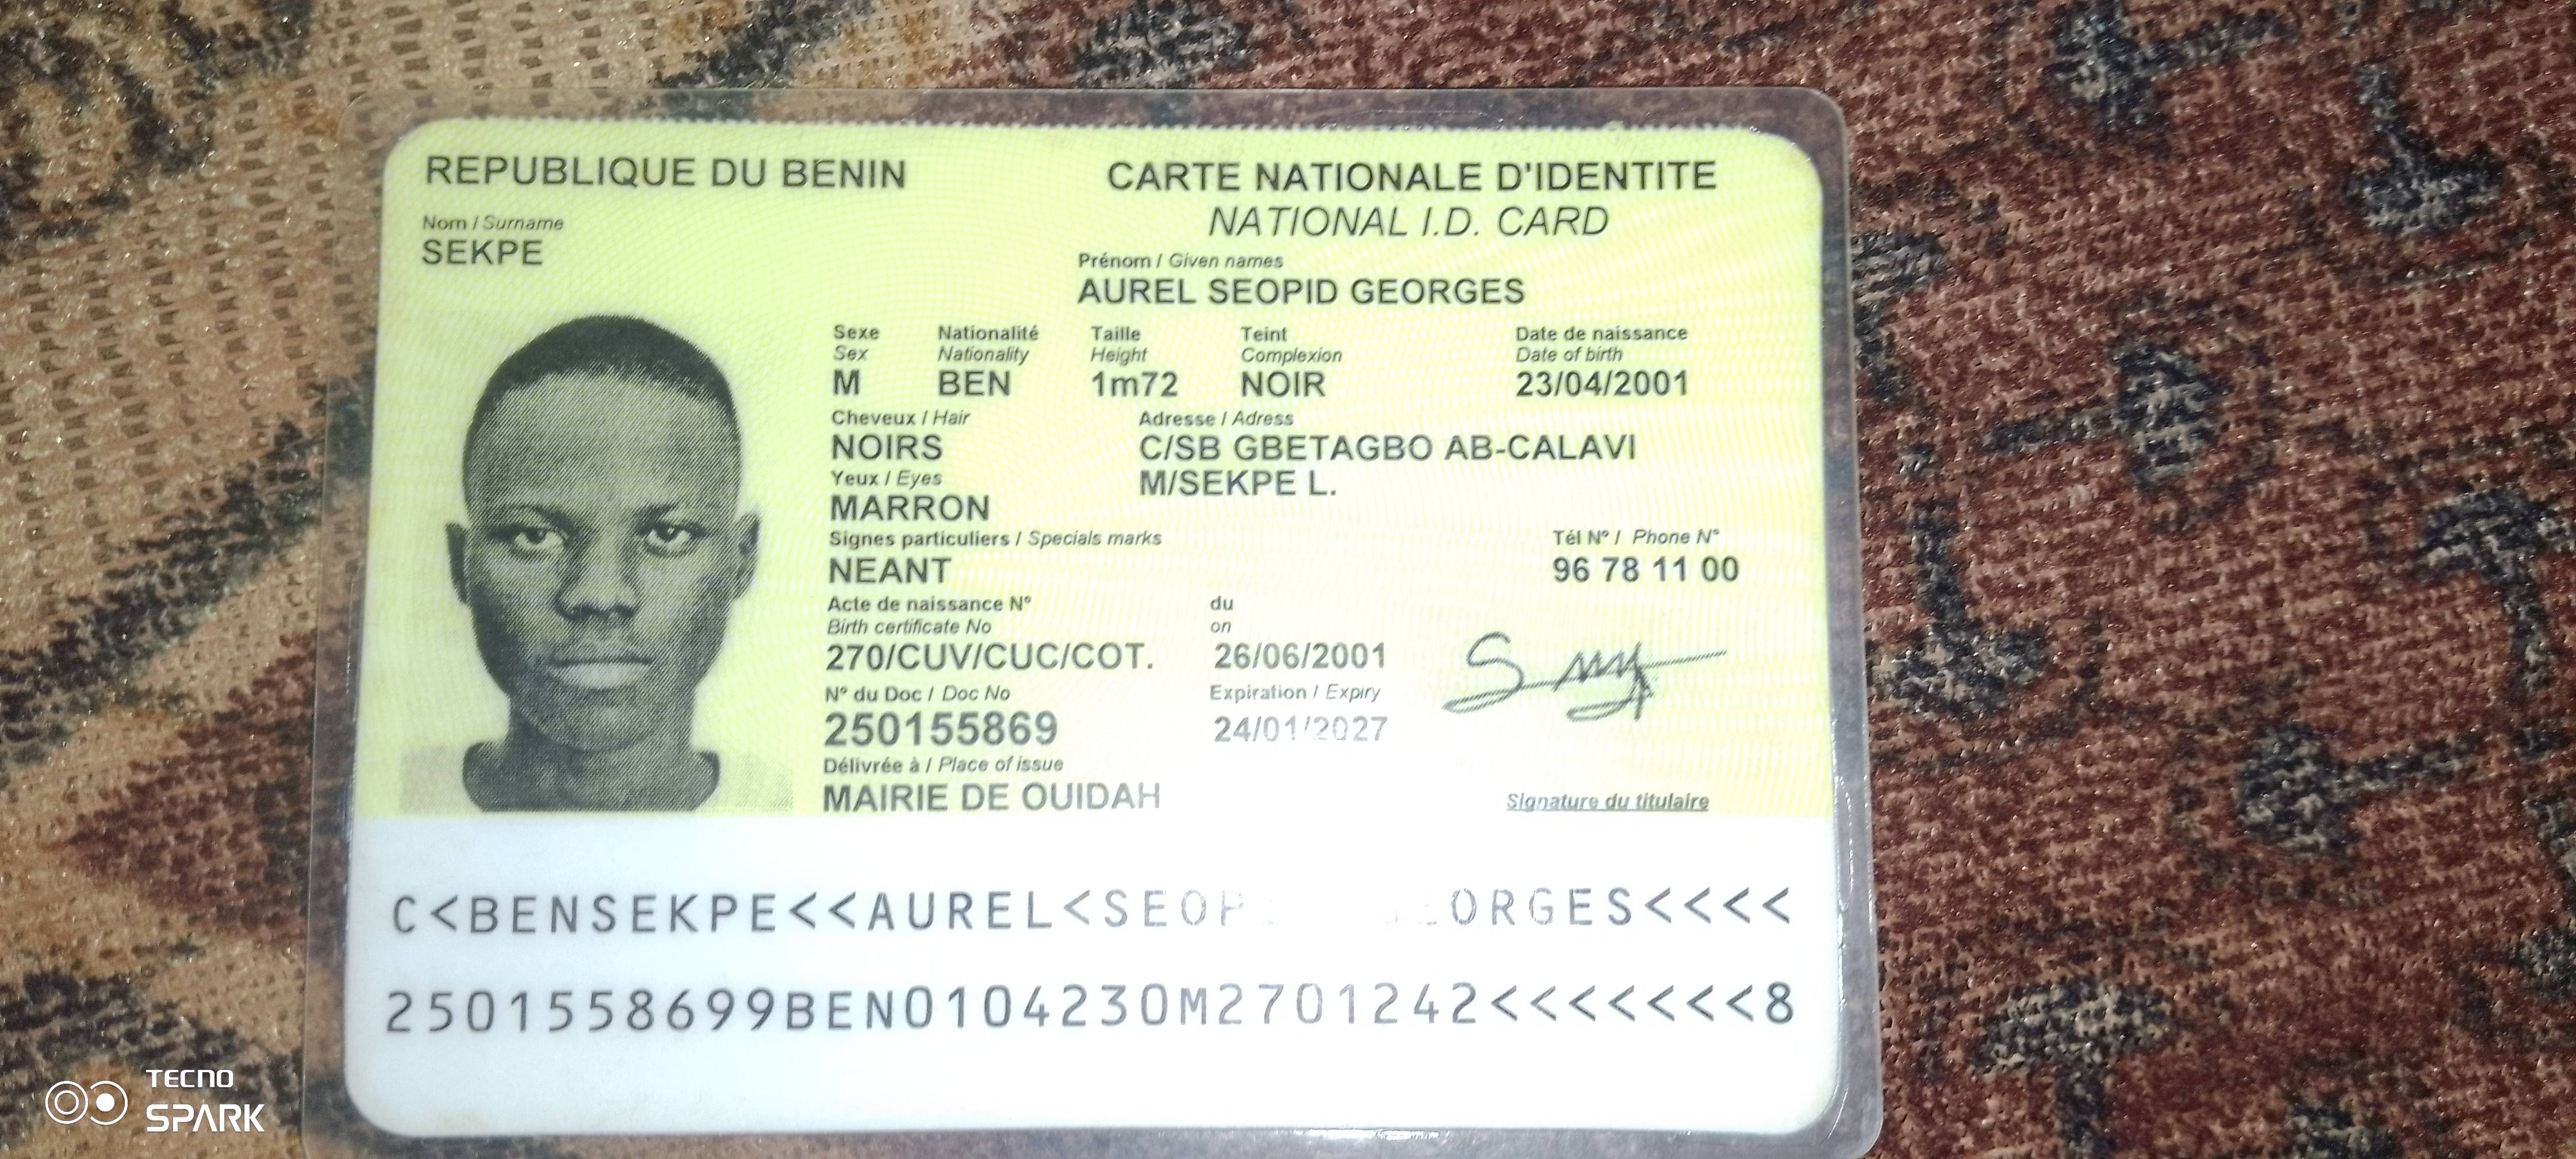 REPUBLIQUE DU BENIN
CARTE NATIONALE D'IDENTITE
NATIONAL I.D. CARD
Nom / Surname
SEKPE
Prénom / Given names
AUREL SEOPID GEORGES
Sexe Nationalité Taille Teint Date de naissance
Sex Nationality Height Complexion Date of birth
M BEN 1m72 NOIR 23/04/2001
Cheveux / Hair Adresse / Adress
NOIRS C/SB GBETAGBO AB-CALAVI
Yeux / Eyes M/SEKPE L.
MARRON
Signes particuliers / Specials marks Tél N° / Phone N°
NEANT 96 78 11 00
Acte de naissance N° du
Birth certificate No on
270/CUV/CUC/COT. 26/06/2001
N° du Doc / Doc No Expiration / Expiry
250155869 24/01/2027
Délivrée à / Place of issue
MAIRIE DE OUIDAH Signature du titulaire
C<BENSEKPE<<AUREL<SEOP ORGES<<<<
2501558699BEN0104230M2701242<<<<<<<8
TECNO
SPARK